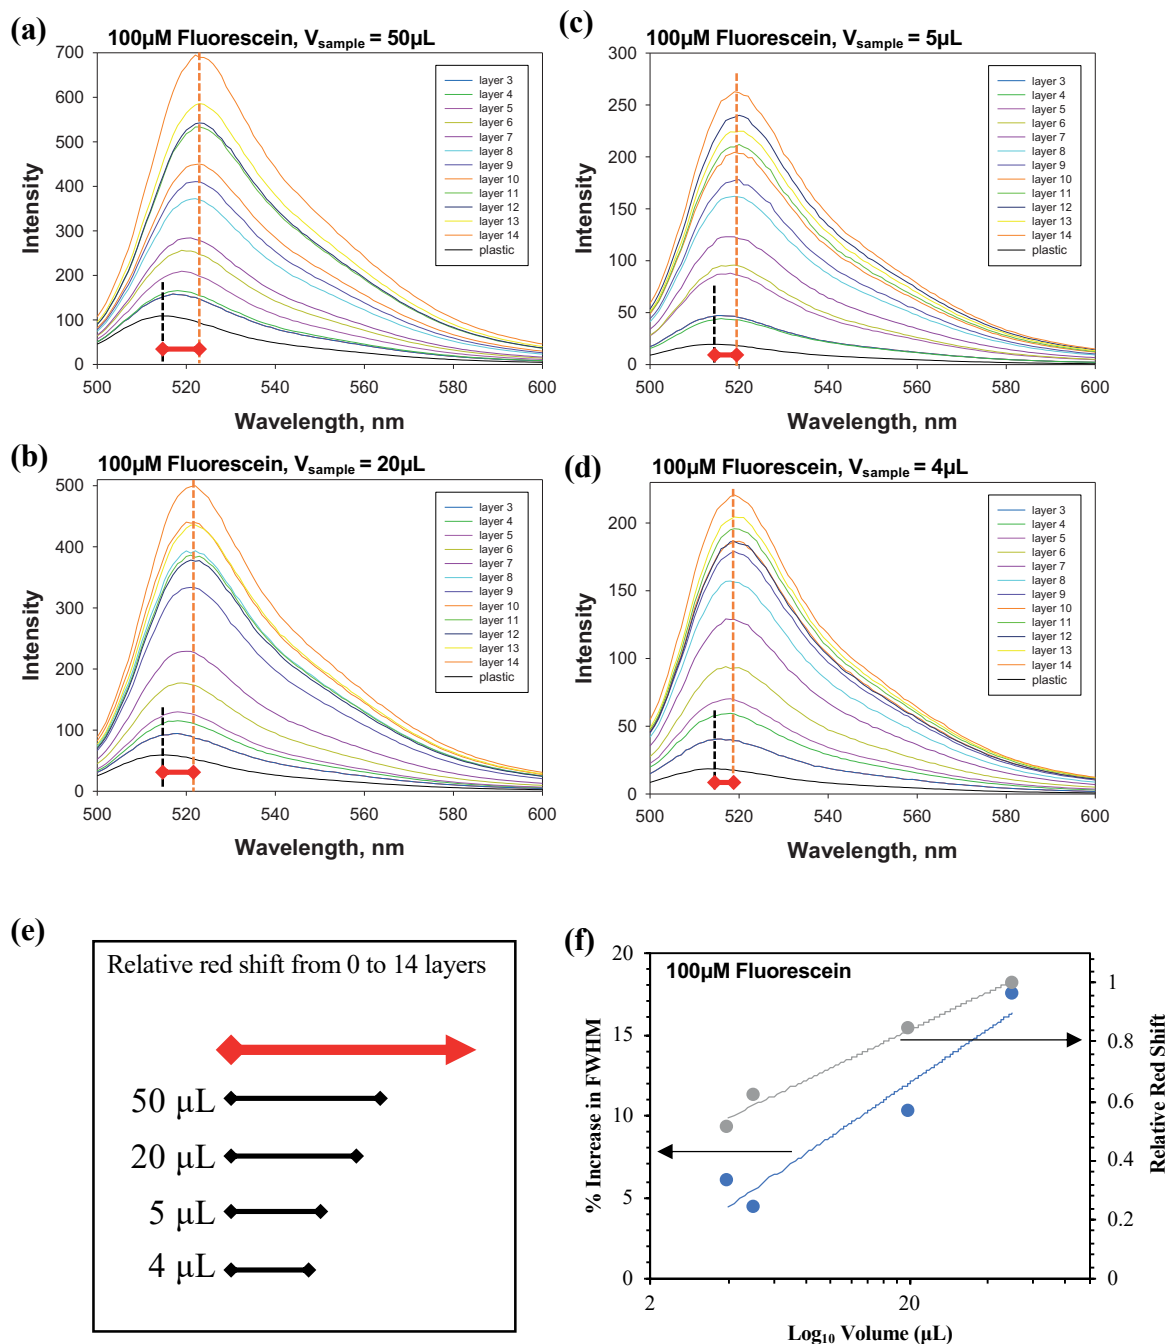 (a)
100µM Fluorescein, Vsample = 50µL
700
600
500
400
300
200
100
0
Intensity
500 520 540 560 580 600
Wavelength, nm
layer 3
layer 4
layer 5
layer 6
layer 7
layer 8
layer 9
layer 10
layer 11
layer 12
layer 13
layer 14
plastic
(c)
100µM Fluorescein, Vsample = 5µL
300
250
200
150
100
50
0
Intensity
500 520 540 560 580 600
Wavelength, nm
layer 3
layer 4
layer 5
layer 6
layer 7
layer 8
layer 9
layer 10
layer 11
layer 12
layer 13
layer 14
plastic
(b)
100µM Fluorescein, Vsample = 20µL
500
400
300
200
100
0
Intensity
500 520 540 560 580 600
Wavelength, nm
layer 3
layer 4
layer 5
layer 6
layer 7
layer 8
layer 9
layer 10
layer 11
layer 12
layer 13
layer 14
plastic
(d)
100µM Fluorescein, Vsample = 4µL
200
150
100
50
0
Intensity
500 520 540 560 580 600
Wavelength, nm
layer 3
layer 4
layer 5
layer 6
layer 7
layer 8
layer 9
layer 10
layer 11
layer 12
layer 13
layer 14
plastic
(e)
Relative red shift from 0 to 14 layers
50 µL
20 µL
5 µL
4 µL
(f)
100µM Fluorescein
20
15
10
5
0
% Increase in FWHM
1
0.8
0.6
0.4
0.2
0
Relative Red Shift
2 20
Log10 Volume (µL)